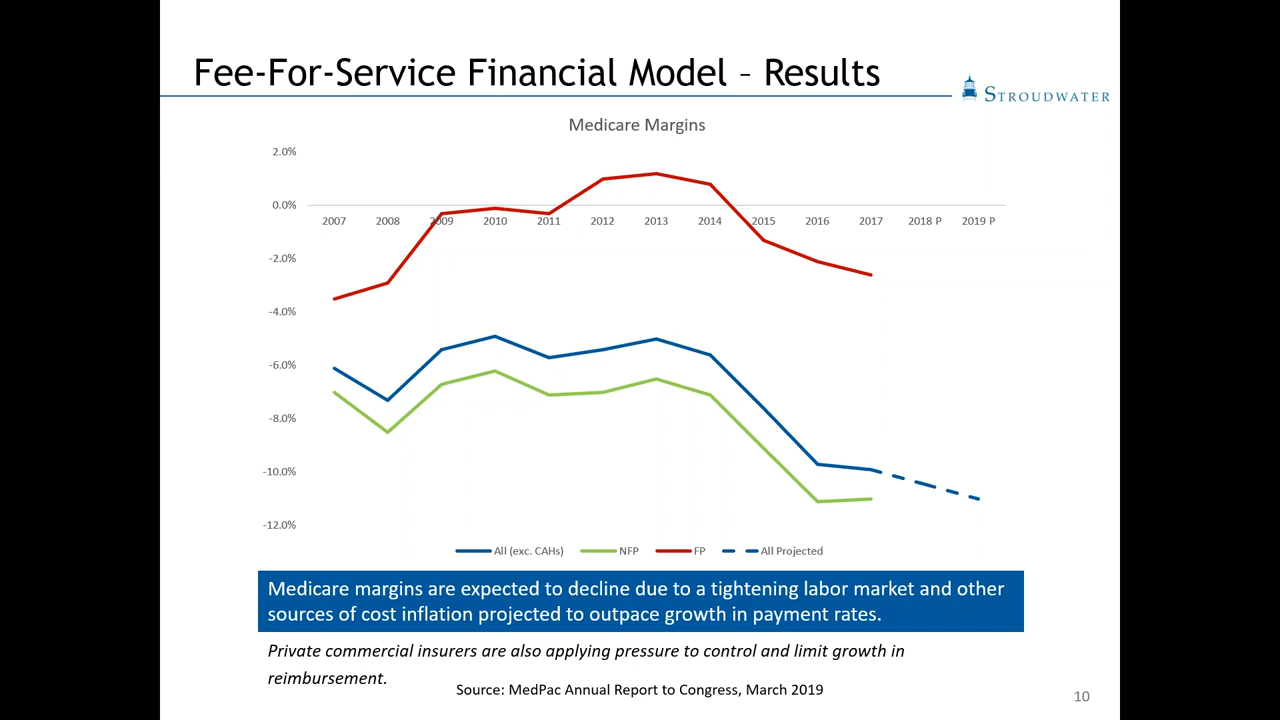 Fee-For-Service Financial Model – Results
STROUDWATER
Medicare Margins
2.0%
0.0%
2007 2008 2009 2010 2011 2012 2013 2014 2015 2016 2017 2018 P 2019 P
-2.0%
-4.0%
-6.0%
-8.0%
-10.0%
-12.0%
All (exc. CAHs) NFP FP All Projected
Medicare margins are expected to decline due to a tightening labor market and other
sources of cost inflation projected to outpace growth in payment rates.
Private commercial insurers are also applying pressure to control and limit growth in
reimbursement.
Source: MedPac Annual Report to Congress, March 2019
10